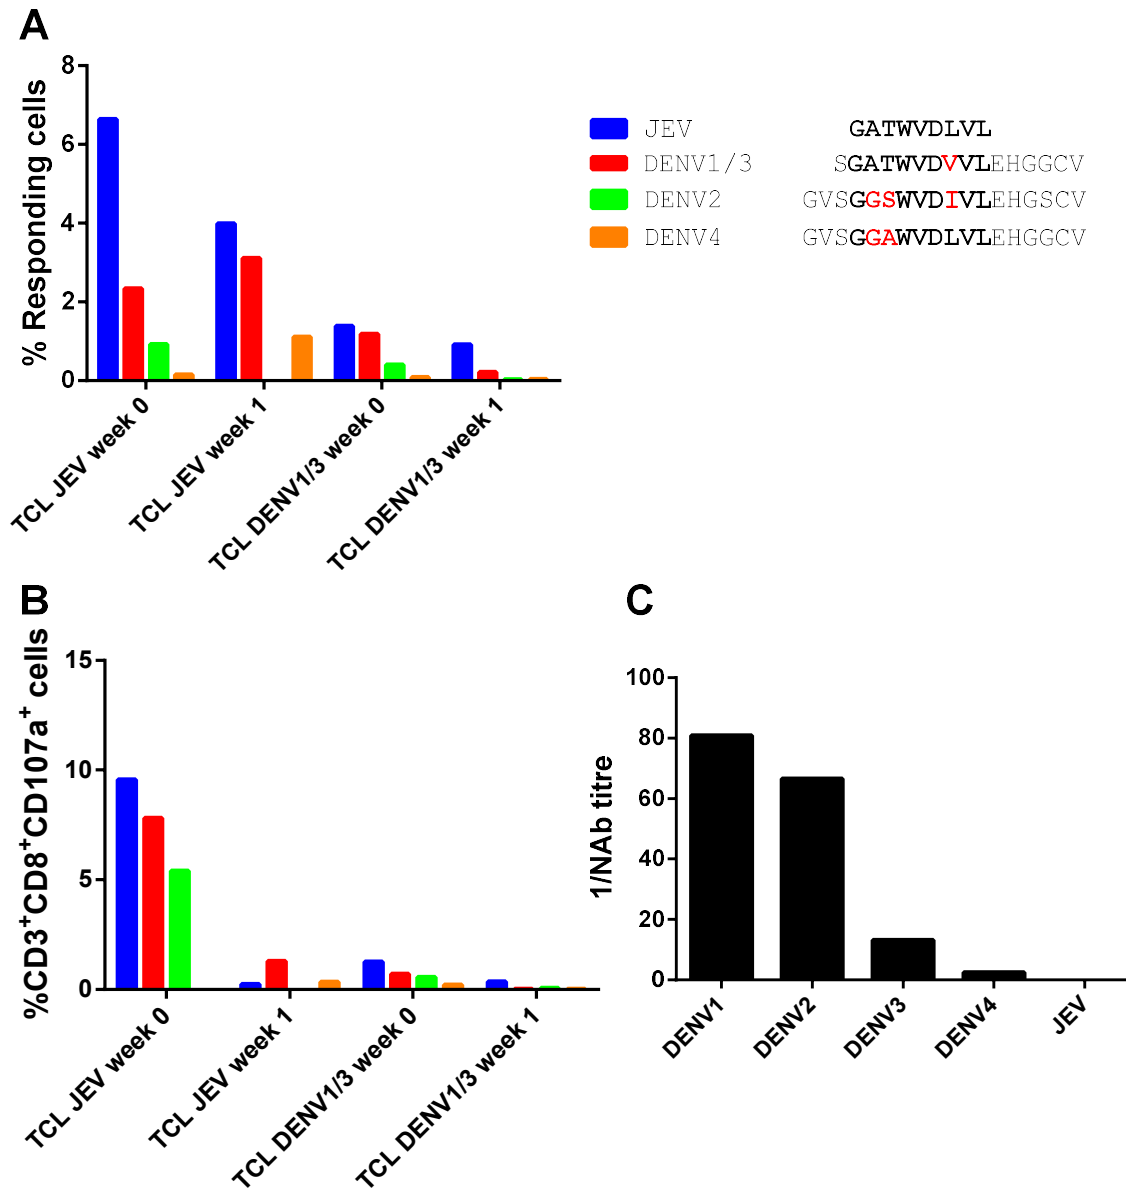 A
% Responding cells
8
6
4
2
0
TCL JEV week 0
TCL JEV week 1
TCL DENV1/3 week 0
TCL DENV1/3 week 1
JEV GATWVDLVL
DENV1/3 SGATWVDVVLEHGGCV
DENV2 GVSGGSWVDIVLEHGSCV
DENV4 GVSGGAWVDLVLEHGGCV
B
%CD3+CD8+CD107a+ cells
15
10
5
0
TCL JEV week 0
TCL JEV week 1
TCL DENV1/3 week 0
TCL DENV1/3 week 1
C
1/NAb titre
100
80
60
40
20
0
DENV1
DENV2
DENV3
DENV4
JEV